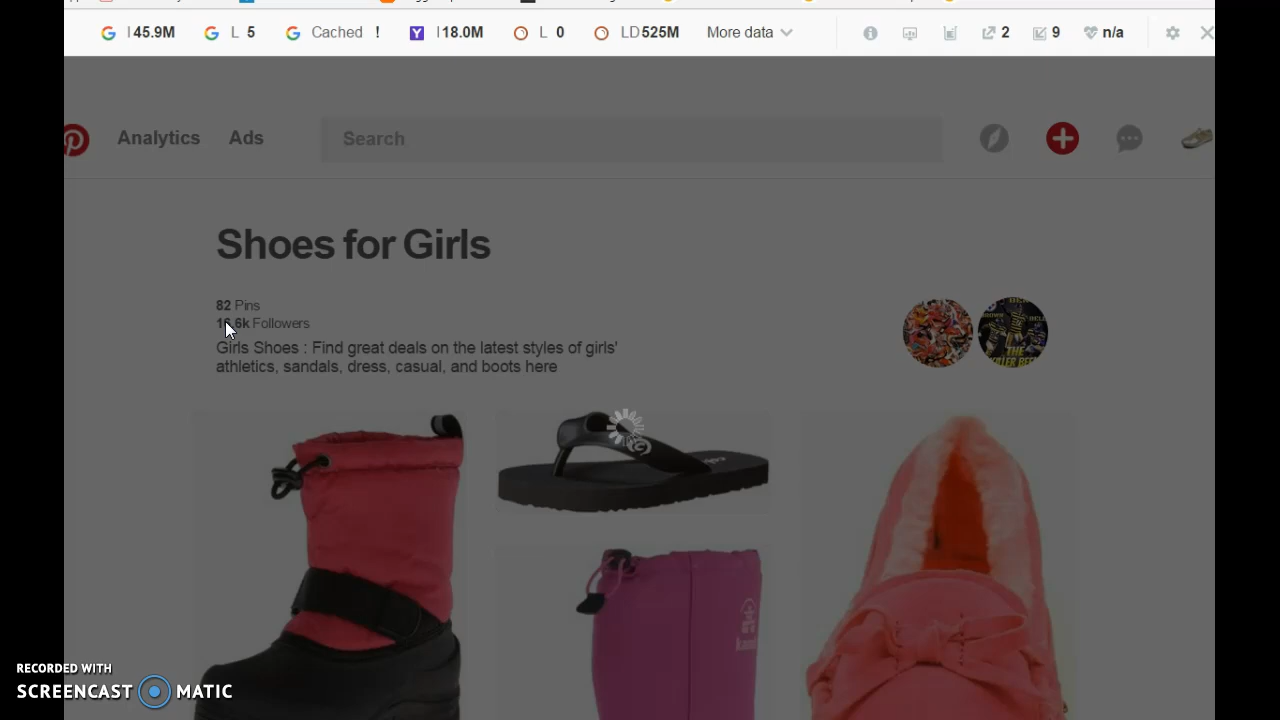 I 45.9M L 5 Cached ! I 18.0M L 0 LD 525M More data 2 9 n/a
Analytics Ads Search
Shoes for Girls
82 Pins
Followers
Girls Shoes : Find great deals on the latest styles of girls'
athletics, sandals, dress, casual, and boots here
THE
RECORDED WITH
SCREENCAST MATIC